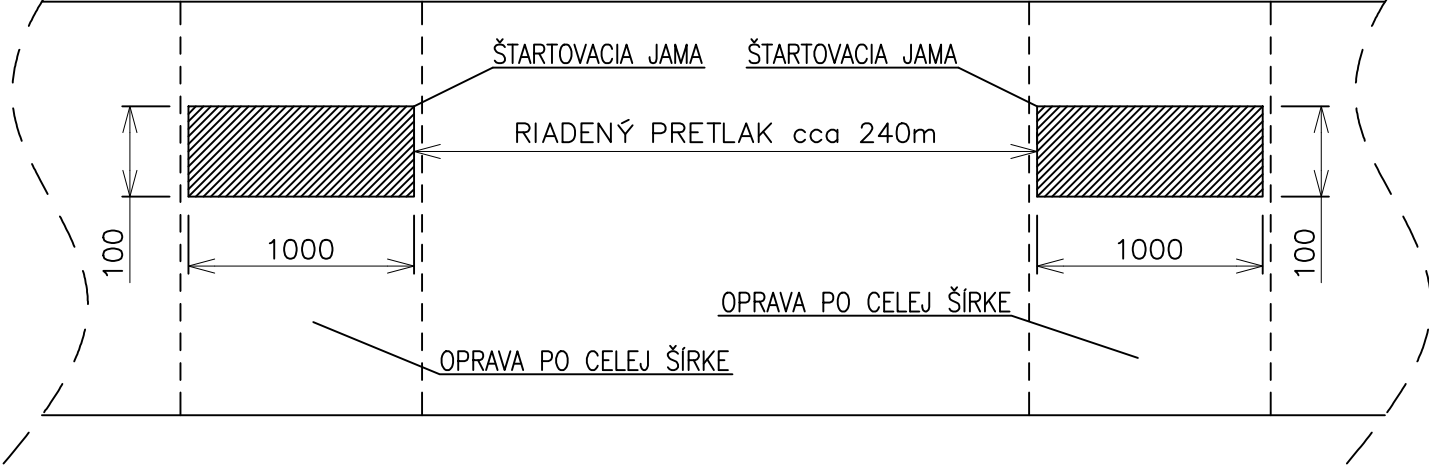 ŠTARTOVACIA JAMA
ŠTARTOVACIA JAMA
RIADENÝ PRETLAK cca 240m
100
1000
1000
100
OPRAVA PO CELEJ ŠÍRKE
OPRAVA PO CELEJ ŠÍRKE